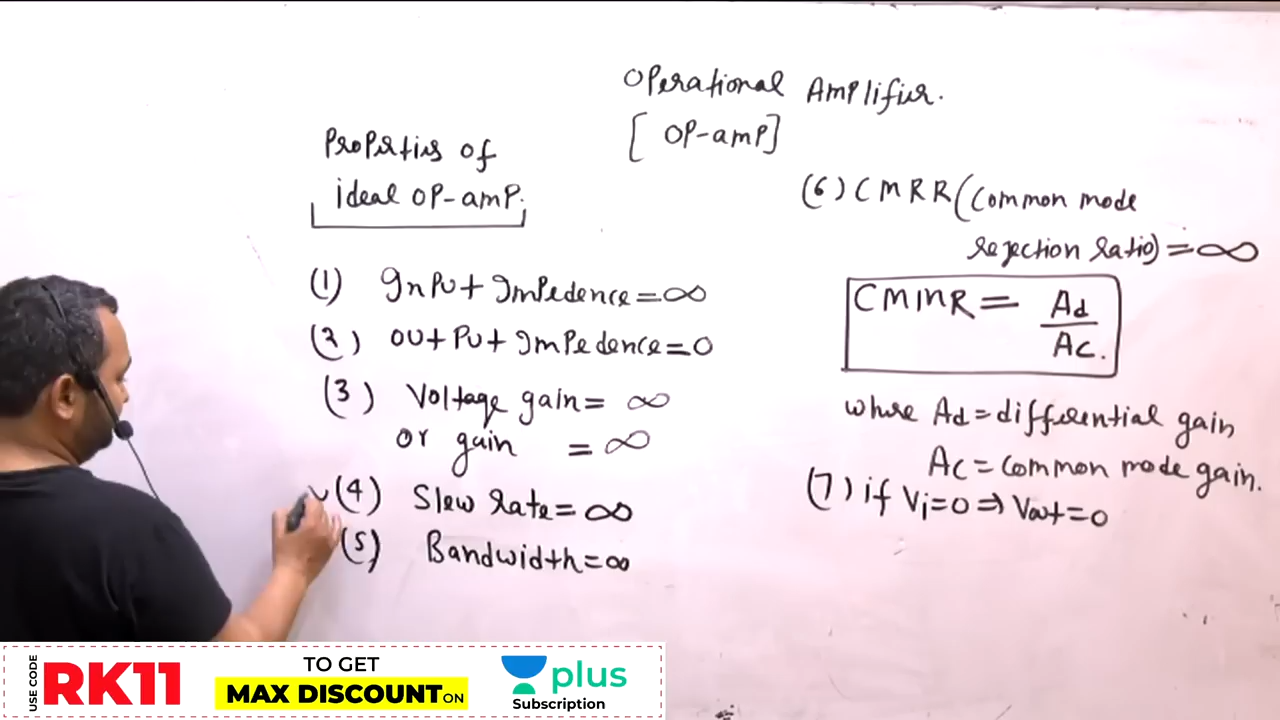 Operational Amplifier.
[OP-amp]
Properties of
ideal OP-amp.
(1) Input Impedence=∞
(2) output Impedence=0
(3) Voltage gain= ∞
or gain = ∞
(4) Slew rate=∞
(5) Bandwidth=∞
(6) CMRR (Common mode
rejection ratio)=∞
CMRR = Ad/Ac.
where Ad=differential gain
Ac=Common mode gain.
(7) if Vi=0⇒Vout=0
USE CODE
RK11
TO GET
MAX DISCOUNT ON
plus
Subscription